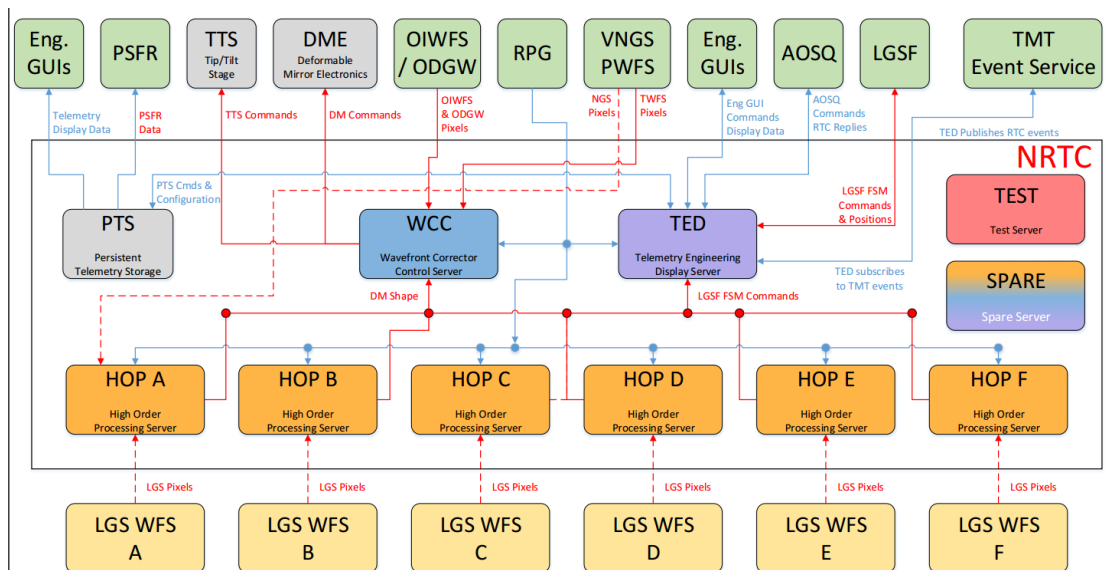 Eng.
GUIs
PSFR
TTS
Tip/Tilt
Stage
DME
Deformable
Mirror Electronics
OIWFS
/ ODGW
RPG
VNGS
PWFS
Eng.
GUIs
AOSQ
LGSF
TMT
Event Service
Telemetry
Display Data
PSFR
Data
TTS Commands
DM Commands
OIWFS
& ODGW
Pixels
NGS
Pixels
TWFS
Pixels
Eng GUI
Commands
Display Data
AOSQ
Commands
RTC Replies
TED Publishes RTC events
NRTC
PTS Cmds &
Configuration
LGSF FSM
Commands
& Positions
PTS
Persistent
Telemetry Storage
WCC
Wavefront Corrector
Control Server
TED
Telemetry Engineering
Display Server
TEST
Test Server
TED subscribes
to TMT events
DM Shape
LGSF FSM Commands
SPARE
Spare Server
HOP A
High Order
Processing Server
HOP B
High Order
Processing Server
HOP C
High Order
Processing Server
HOP D
High Order
Processing Server
HOP E
High Order
Processing Server
HOP F
High Order
Processing Server
LGS Pixels
LGS Pixels
LGS Pixels
LGS Pixels
LGS Pixels
LGS Pixels
LGS WFS
A
LGS WFS
B
LGS WFS
C
LGS WFS
D
LGS WFS
E
LGS WFS
F